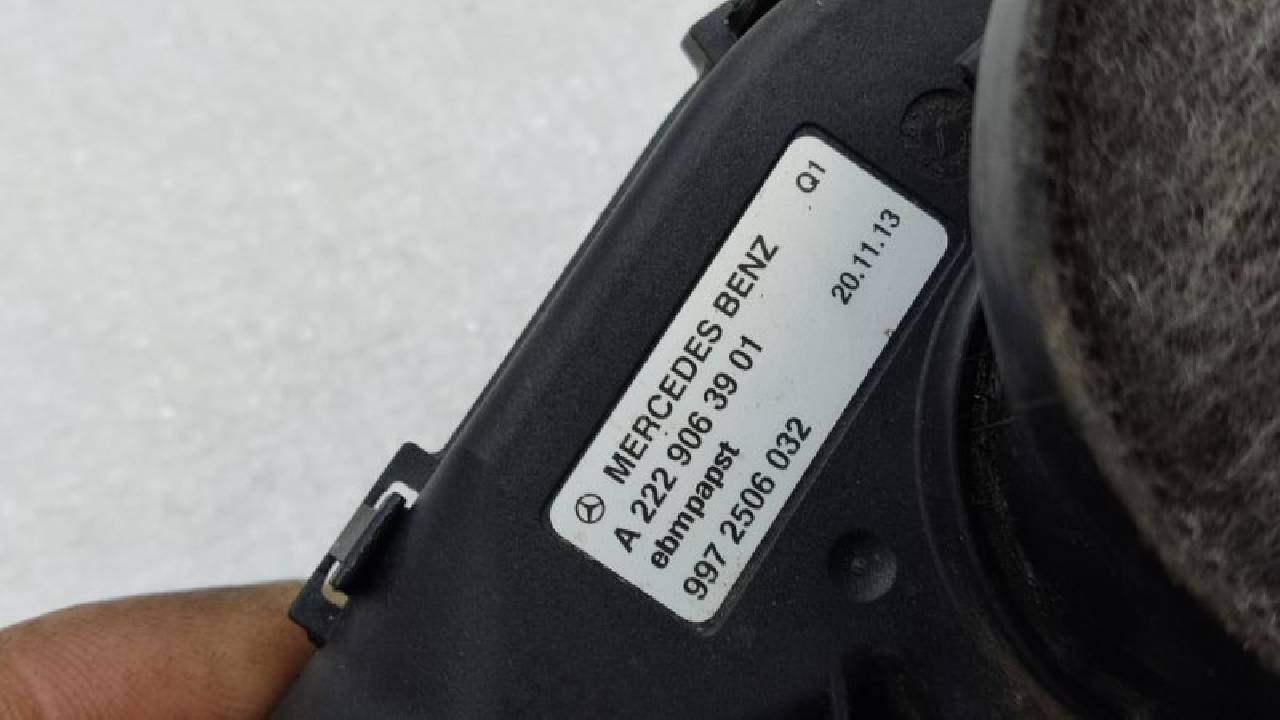 MERCEDES BENZ Q1
A 222 906 39 01
ebmpapst 20.11.13
997 2506 032